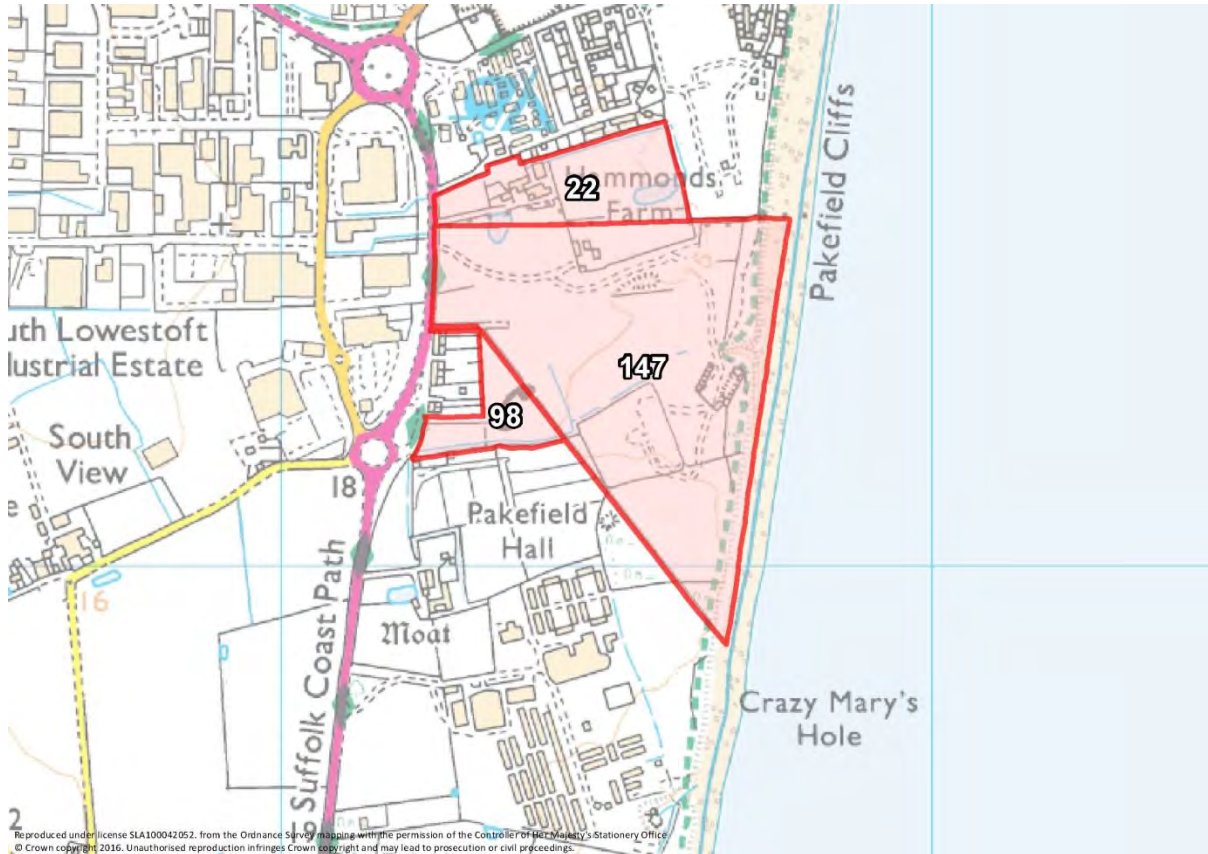 Pakefield Cliffs
Hammonds
Farm
22
147
98
uth Lowestoft
lustrial Estate
South
View
18
Pakefield
Hall
16
Moat
Suffolk Coast Path
Crazy Mary's
Hole
e
2
Reproduced under license SLA100042052. from the Ordnance Survey mapping with the permission of the Controller of Her Majesty's Stationery Office
© Crown copyright 2016. Unauthorised reproduction infringes Crown copyright and may lead to prosecution or civil proceedings.